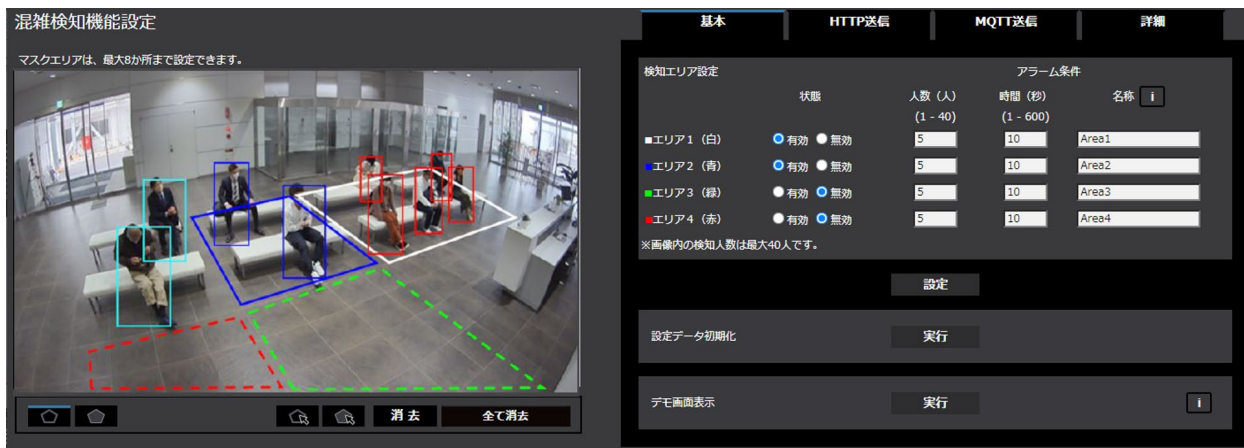 混雑検知機能設定
マスクエリアは、最大8か所まで設定できます。
消 去
全て消去
基本
HTTP送信
MQTT送信
詳細
検知エリア設定
アラーム条件
状態 人数（人） 時間（秒） 名称 i
(1 - 40) (1 - 600)
エリア1（白） 有効 無効 5 10 Area1
エリア2（青） 有効 無効 5 10 Area2
エリア3（緑） 有効 無効 5 10 Area3
エリア4（赤） 有効 無効 5 10 Area4
※画像内の検知人数は最大40人です。
設定
設定データ初期化 実行
デモ画面表示 実行 i